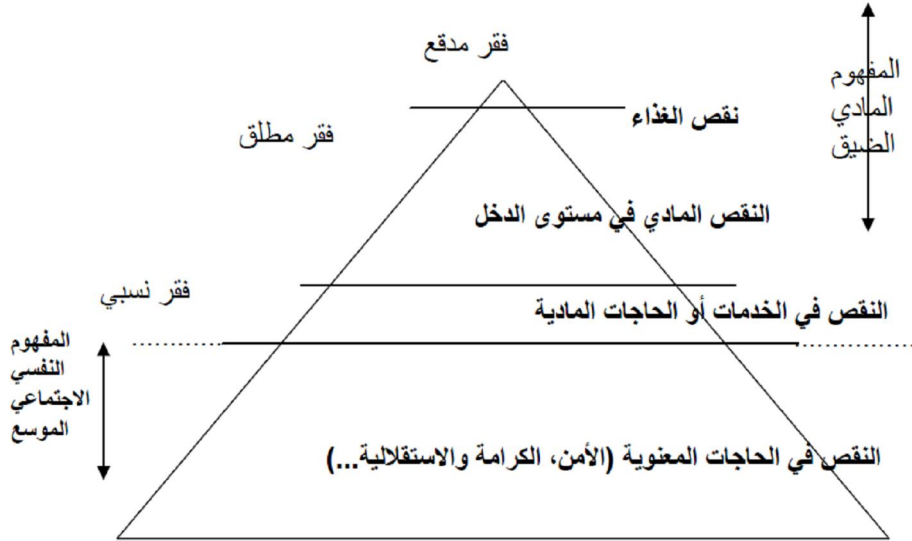 فقر مدقع
المفهوم
المادي
الضيق
نقص الغذاء
فقر مطلق
النقص المادي في مستوى الدخل
فقر نسبي
النقص في الخدمات أو الحاجات المادية
المفهوم
النفسي
الاجتماعي
الموسع
النقص في الحاجات المعنوية (الأمن، الكرامة والاستقلالية...)